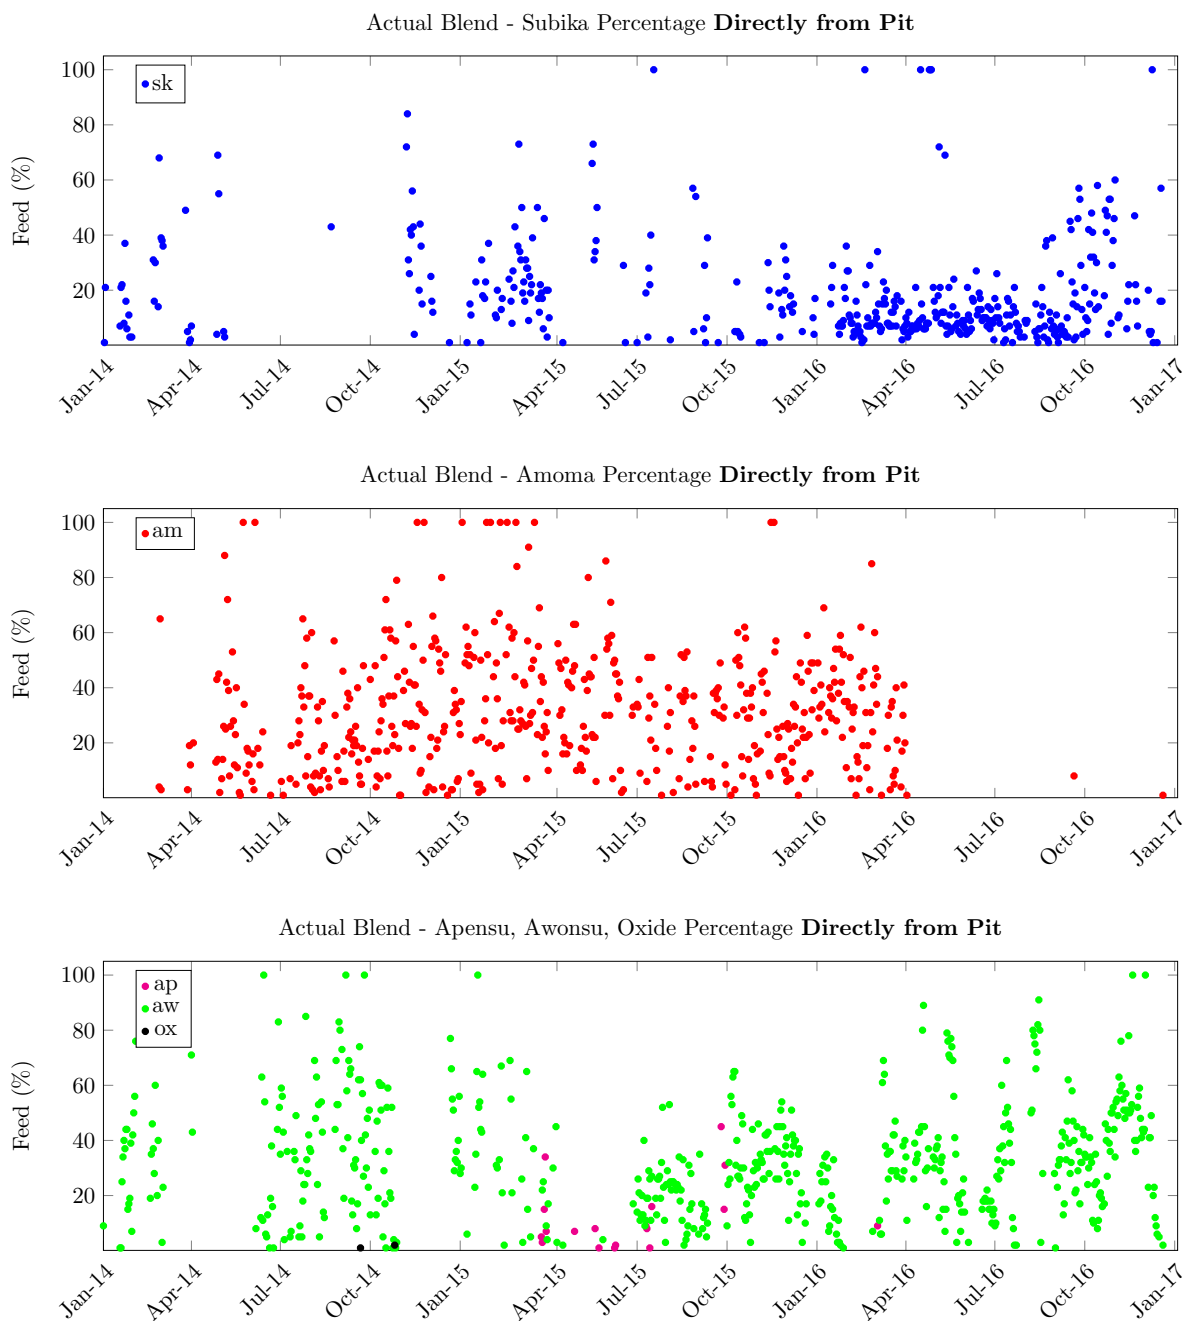 Actual Blend - Subika Percentage Directly from Pit
Feed (%)
100
80
60
40
20
sk
Jan-14 Apr-14 Jul-14 Oct-14 Jan-15 Apr-15 Jul-15 Oct-15 Jan-16 Apr-16 Jul-16 Oct-16 Jan-17
Actual Blend - Amoma Percentage Directly from Pit
Feed (%)
100
80
60
40
20
am
Jan-14 Apr-14 Jul-14 Oct-14 Jan-15 Apr-15 Jul-15 Oct-15 Jan-16 Apr-16 Jul-16 Oct-16 Jan-17
Actual Blend - Apensu, Awonsu, Oxide Percentage Directly from Pit
Feed (%)
100
80
60
40
20
ap
aw
ox
Jan-14 Apr-14 Jul-14 Oct-14 Jan-15 Apr-15 Jul-15 Oct-15 Jan-16 Apr-16 Jul-16 Oct-16 Jan-17